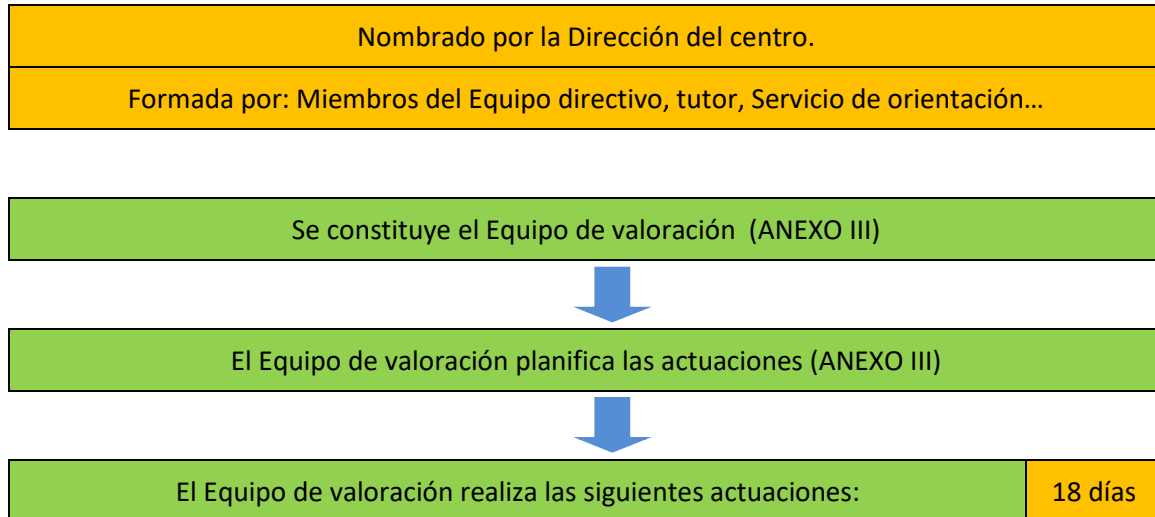 Nombrado por la Dirección del centro.
Formada por: Miembros del Equipo directivo, tutor, Servicio de orientación…
Se constituye el Equipo de valoración  (ANEXO III)
El Equipo de valoración planifica las actuaciones (ANEXO III)
El Equipo de valoración realiza las siguientes actuaciones:
18 días